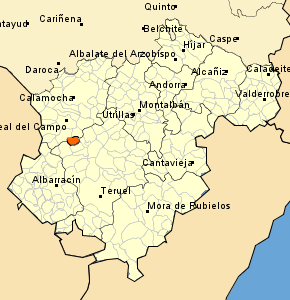 Quinto
atayud
Cariñena
Belchite
Caspe
Híjar
Albalate del Arzobispo
Daroca
Alcañiz
Calaceite
Andorra
Calamocha
Valderrobre
Montalbán
Utrillas
eal del Campo
Cantavieja
Albarracín
Teruel
Mora de Rubielos